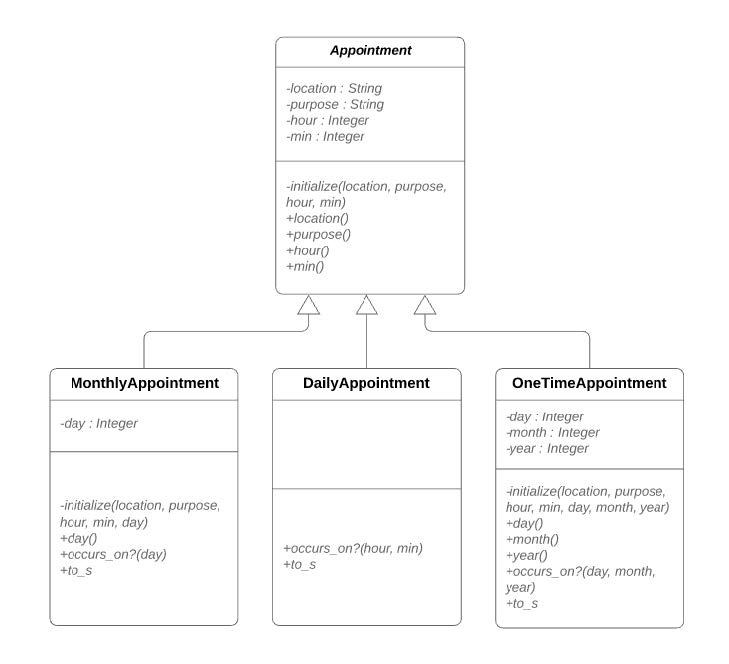 Appointment
-location : String
-purpose : String
-hour : Integer
-min : Integer
-initialize(location, purpose,
hour, min)
+location()
+purpose()
+hour()
+min()
MonthlyAppointment
-day : Integer
-initialize(location, purpose,
hour, min, day)
+day()
+occurs_on?(day)
+to_s
DailyAppointment
+occurs_on?(hour, min)
+to_s
OneTimeAppointment
-day : Integer
-month : Integer
-year : Integer
-initialize(location, purpose,
hour, min, day, month, year)
+day()
+month()
+year()
+occurs_on?(day, month,
year)
+to_s